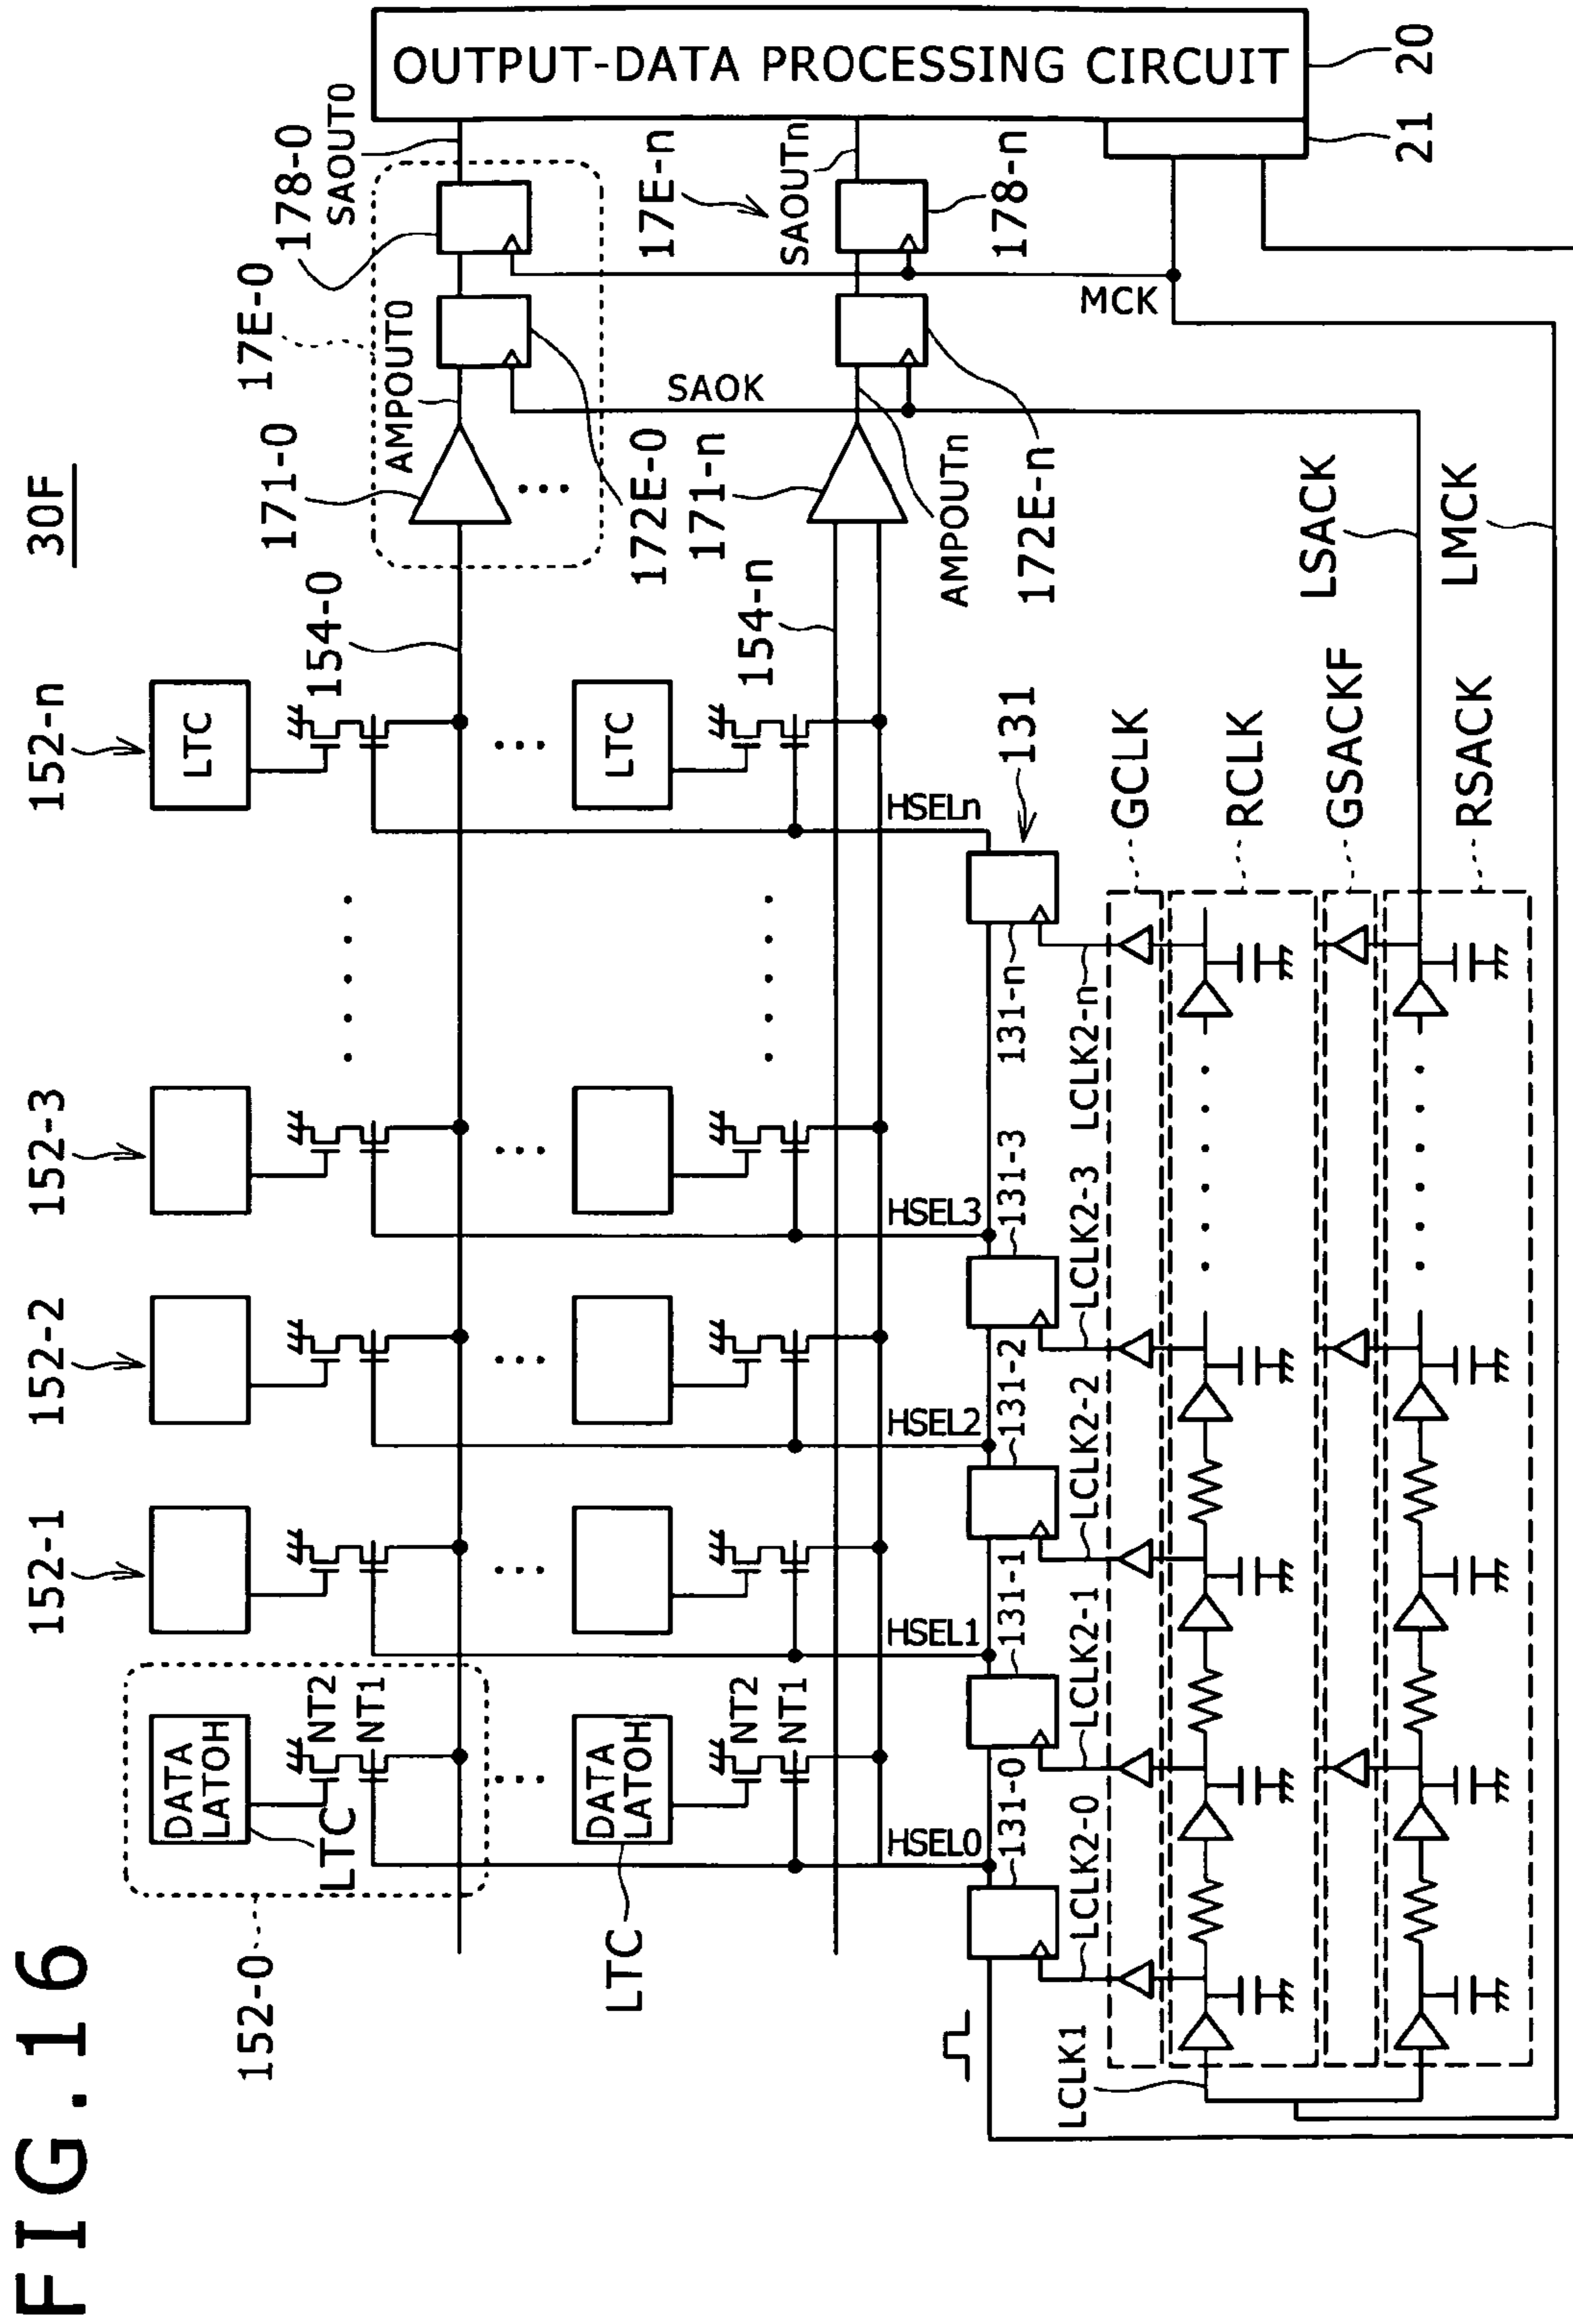 FIG.16
30F
152-0
152-1
152-2
152-3
152-n
DATA
LATOH
LTC
NT2
NT1
LTC
154-0
171-0
17E-0
178-0
SAOUT0
AMPOUT0
172E-0
OUTPUT-DATA PROCESSING CIRCUIT
20
21
DATA
LATOH
LTC
NT2
NT1
LTC
154-n
171-n
17E-n
SAOUTn
178-n
AMPOUTn
172E-n
SAOK
MCK
HSEL0
HSEL1
HSEL2
HSEL3
HSELn
131-0
131-1
131-2
131-3
131-n
131
LCLK1
LCLK2-0
LCLK2-1
LCLK2-2
LCLK2-3
LCLK2-n
GCLK
RCLK
GSACKF
RSACK
LSACK
LMCK